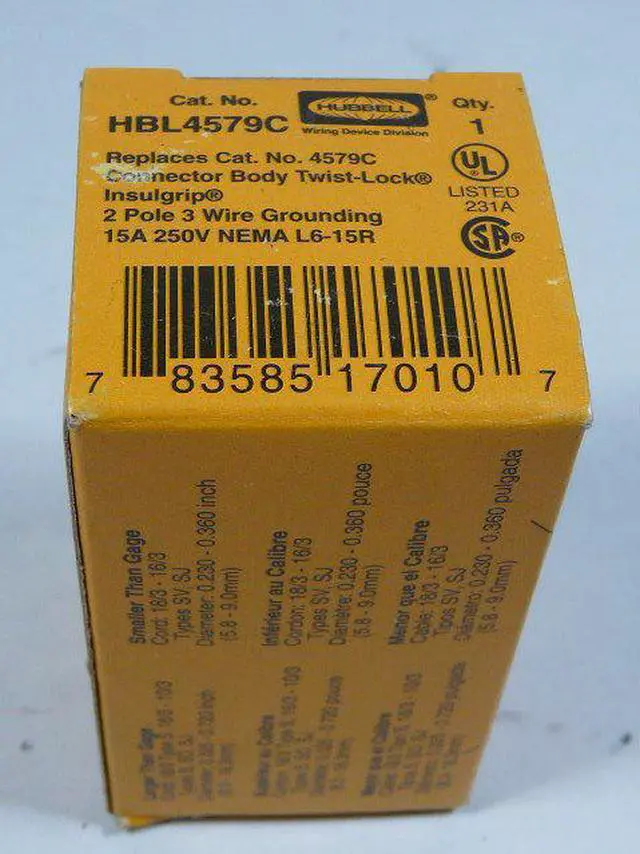 Cat. No.
HBL4579C
HUBBELL®
Wiring Device Division
Qty.
1
Replaces Cat. No. 4579C
Connector Body Twist-Lock®
Insulgrip®
2 Pole 3 Wire Grounding
15A 250V NEMA L6-15R
UL
LISTED
231A
SA®
7 83585 17010 7
Smaller Than Gage
Cord: 18/3 - 16/3
Types SV, SJ
Diameter: 0.230 - 0.360 inch
(5.8 - 9.0mm)
Inférieur au Calibre
Cordon: 18/3 - 16/3
Types SV, SJ
Diamètre: 0.230 - 0.360 pouce
(5.8 - 9.0mm)
Menor que el Calibre
Cable: 18/3 - 16/3
Tipos SV, SJ
Diámetro: 0.230 - 0.360 pulgada
(5.8 - 9.0mm)
Larger Than Gage